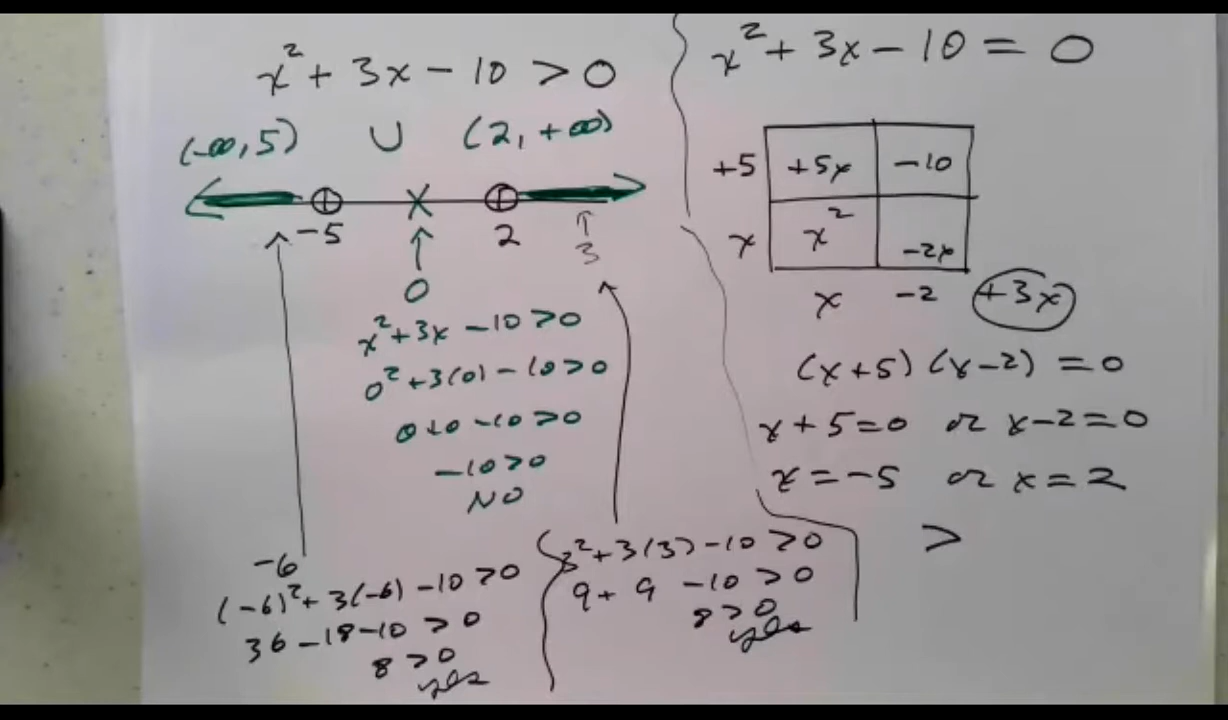 x² + 3x − 10 > 0
(-∞, 5) ∪ (2, +∞)
−5 2 3
0
x² + 3x − 10 > 0
0² + 3(0) − 10 > 0
0 + 0 − 10 > 0
−10 > 0
NO
−6
(−6)² + 3(−6) − 10 > 0
36 − 18 − 10 > 0
8 > 0
yes
3² + 3(3) − 10 > 0
9 + 9 − 10 > 0
8 > 0
yes
x² + 3x − 10 = 0
+5 +5x −10
x x² −2x
x −2 +3x
(x + 5) (x − 2) = 0
x + 5 = 0 or x − 2 = 0
x = −5 or x = 2
>